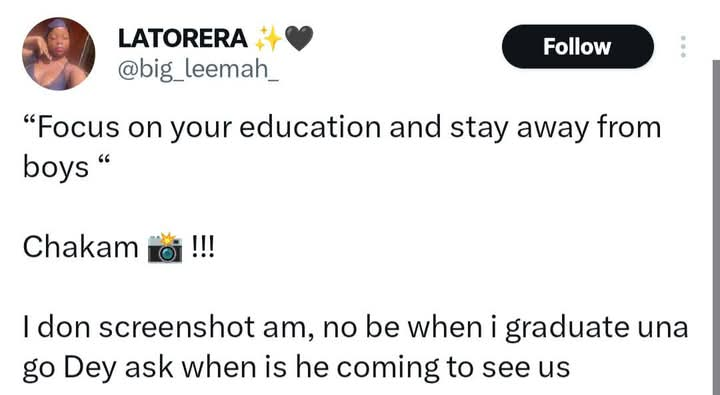 LATORERA ✨🖤
Follow
@big_leemah_
“Focus on your education and stay away from
boys “
Chakam 📸 !!!
I don screenshot am, no be when i graduate una
go Dey ask when is he coming to see us